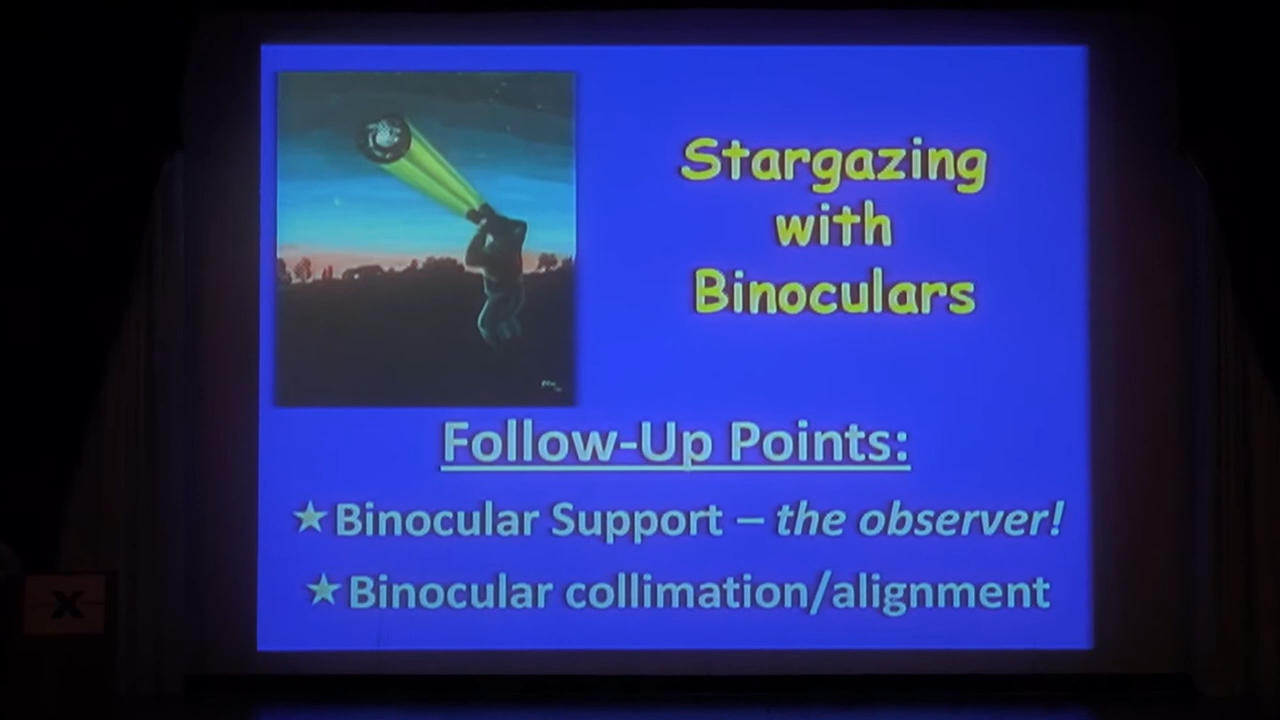 Stargazing
with
Binoculars
Follow-Up Points:
★Binocular Support – the observer!
★Binocular collimation/alignment
X